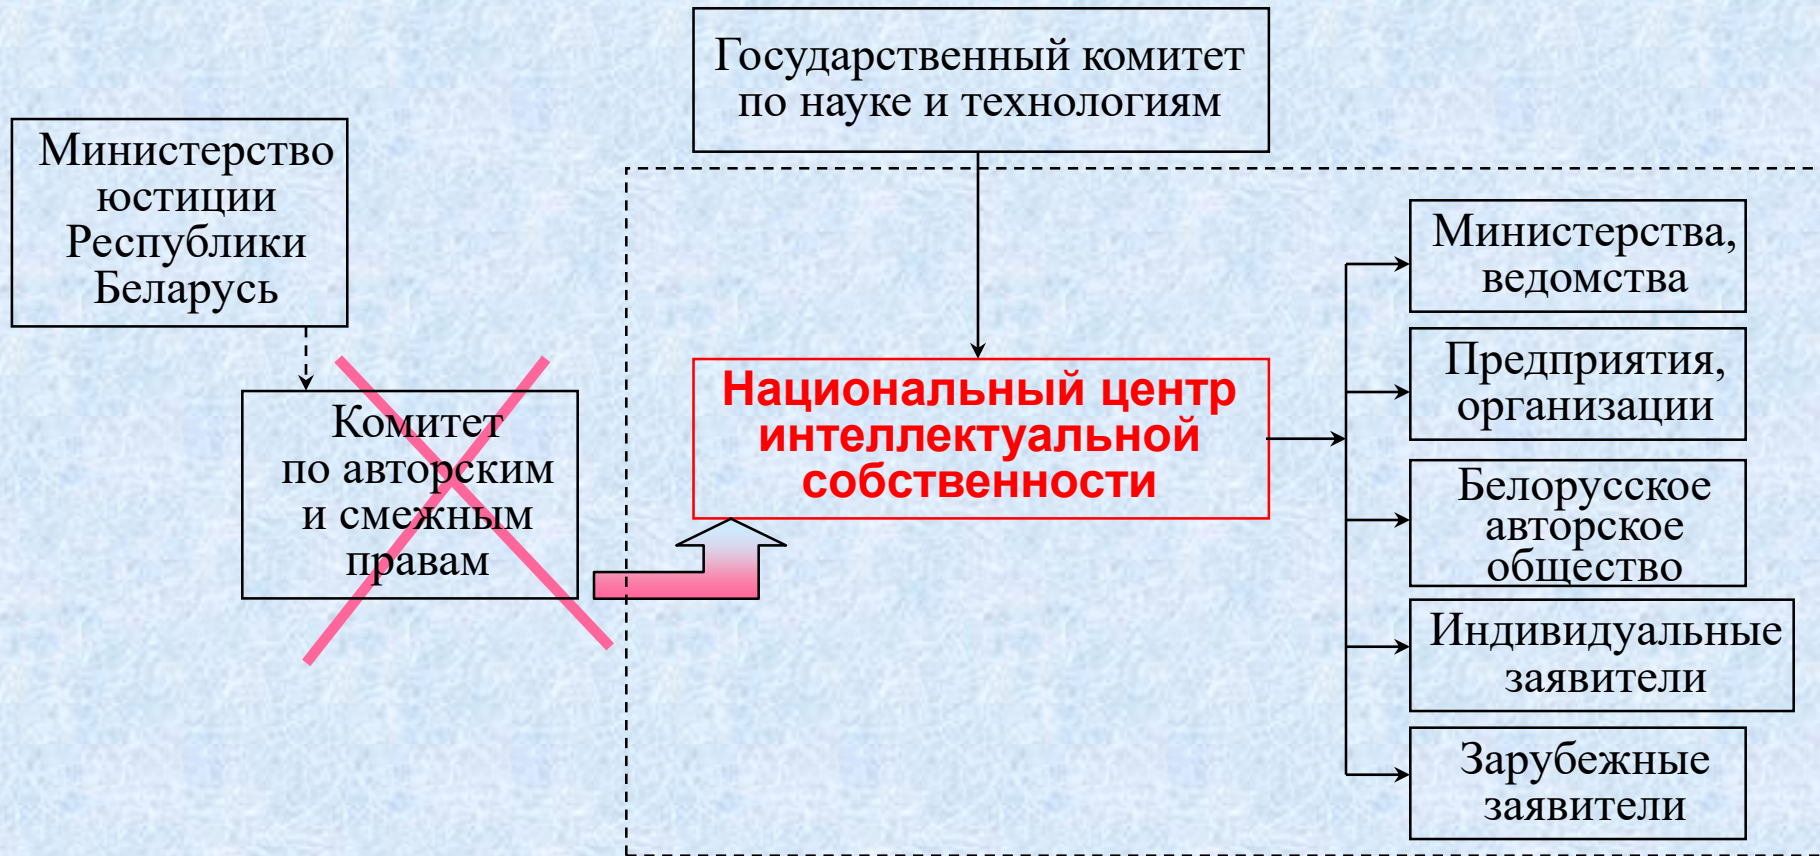 Государственный комитет
по науке и технологиям
Министерство
юстиции
Республики
Беларусь
Комитет
по авторским
и смежным
правам
Национальный центр
интеллектуальной
собственности
Министерства,
ведомства
Предприятия,
организации
Белорусское
авторское
общество
Индивидуальные
заявители
Зарубежные
заявители